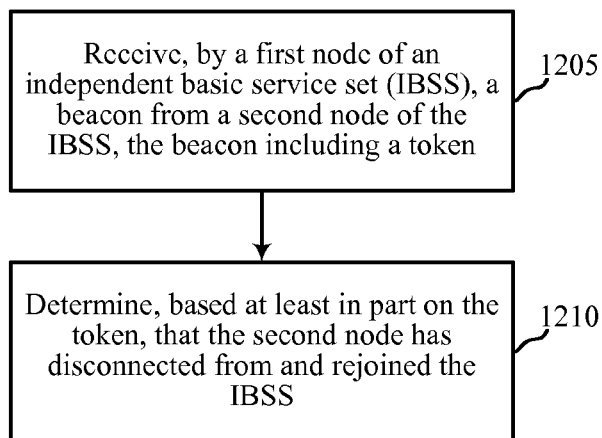 Receive, by a first node of an
independent basic service set (IBSS), a
beacon from a second node of the
IBSS, the beacon including a token
1205
Determine, based at least in part on the
token, that the second node has
disconnected from and rejoined the
IBSS
1210